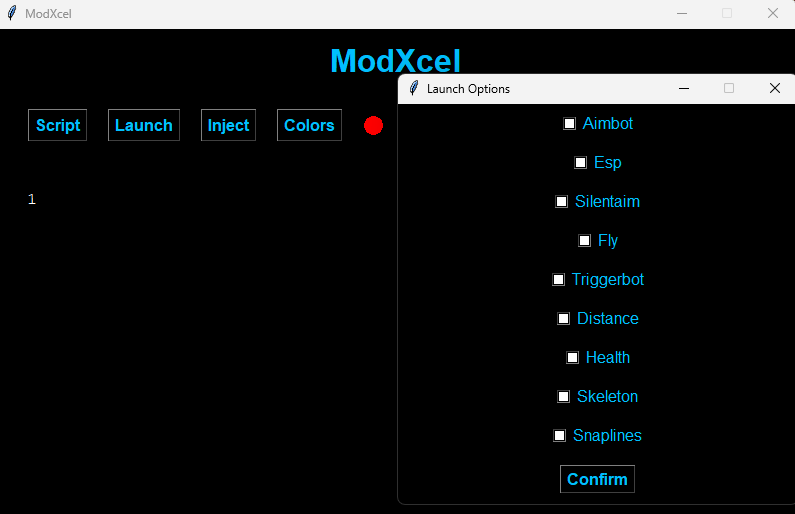 ModXcel
ModXcel
Script Launch Inject Colors
1
Launch Options
Aimbot
Esp
Silentaim
Fly
Triggerbot
Distance
Health
Skeleton
Snaplines
Confirm